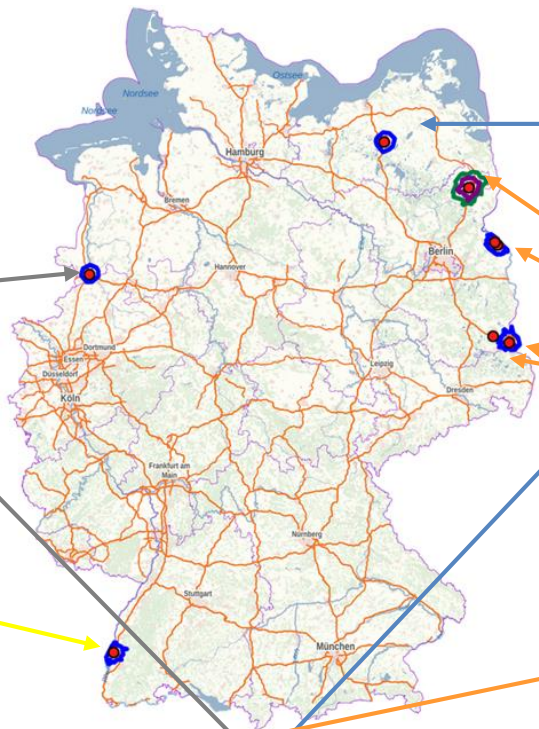 Ostsee
Nordsee
Nordsee
Hamburg
Bremen
Berlin
Hannover
Dortmund
Essen
Düsseldorf
Leipzig
Köln
Dresden
Frankfurt am
Main
Nürnberg
Stuttgart
München